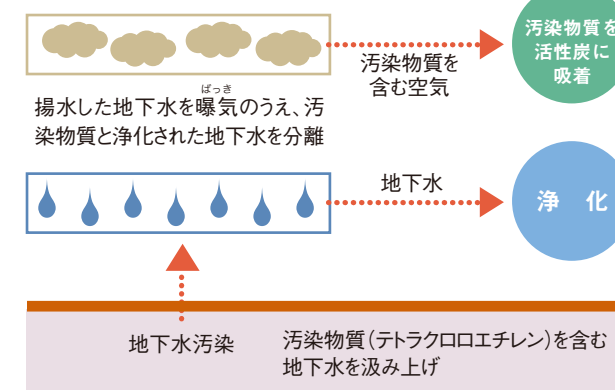 汚染物質を
活性炭に
吸着
汚染物質を
含む空気
ばっき
揚水した地下水を曝気のうえ、汚
染物質と浄化された地下水を分離
地下水
浄 化
地下水汚染
汚染物質（テトラクロロエチレン）を含む
地下水を汲み上げ